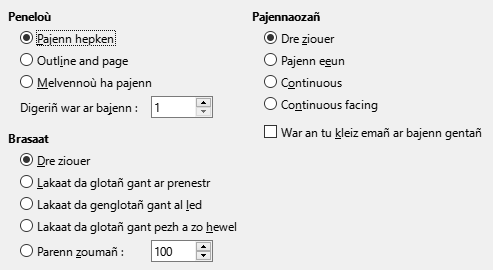 Peneloù
Pajenn hepken
Outline and page
Melvennoù ha pajenn
Digeriñ war ar bajenn : 1
Brasaat
Dre ziouer
Lakaat da glotañ gant ar prenestr
Lakaat da genglotañ gant al led
Lakaat da glotañ gant pezh a zo hewel
Parenn zoumañ : 100
Pajennaozañ
Dre ziouer
Pajenn eeun
Continuous
Continuous facing
War an tu kleiz emañ ar bajenn gentañ